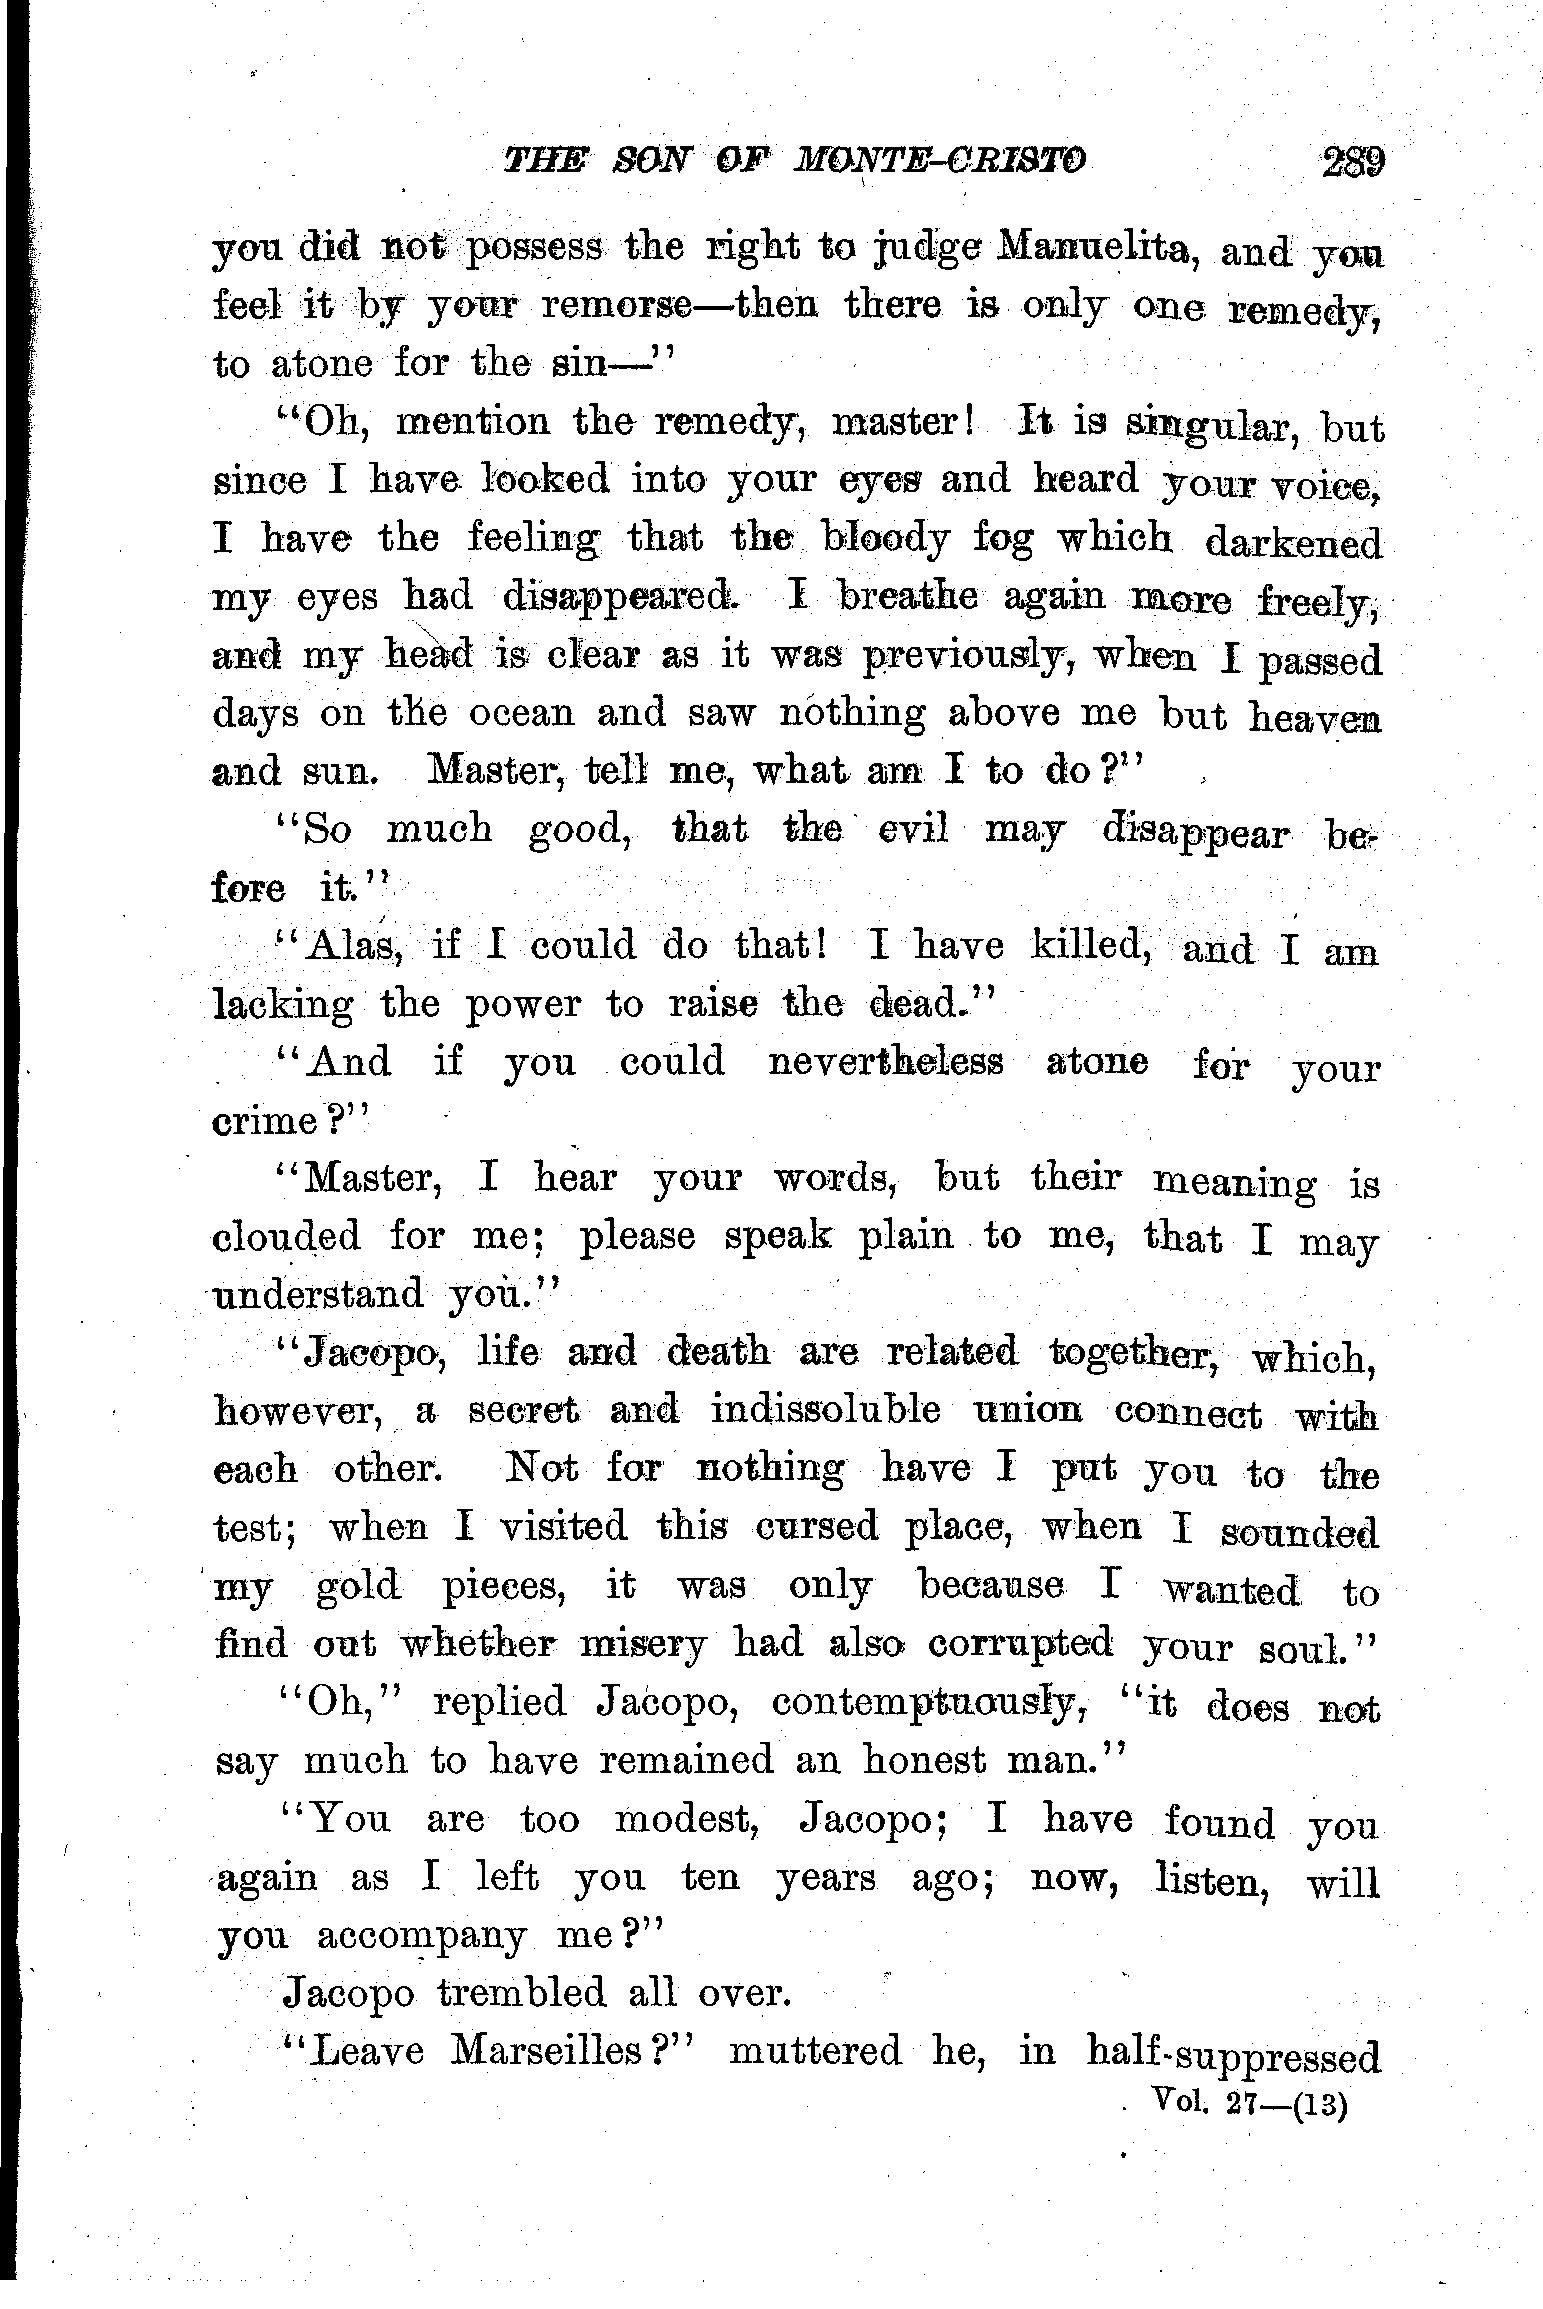 THE SON OF MONTE-CRISTO 289
you did not possess the right to judge Manuelita, and you
feel it by your remorse—then there is only one remedy,
to atone for the sin—"
"Oh, mention the remedy, master! It is singular, but
since I have looked into your eyes and heard your voice,
I have the feeling that the bloody fog which darkened
my eyes had disappeared. I breathe again more freely,
and my head is clear as it was previously, when I passed
days on the ocean and saw nothing above me but heaven
and sun. Master, tell me, what am I to do?"
"So much good, that the evil may disappear be-
fore it."
"Alas, if I could do that! I have killed, and I am
lacking the power to raise the dead."
"And if you could nevertheless atone for your
crime?"
"Master, I hear your words, but their meaning is
clouded for me; please speak plain to me, that I may
understand you."
"Jacopo, life and death are related together, which,
however, a secret and indissoluble union connect with
each other. Not for nothing have I put you to the
test; when I visited this cursed place, when I sounded
my gold pieces, it was only because I wanted to
find out whether misery had also corrupted your soul."
"Oh," replied Jacopo, contemptuously, "it does not
say much to have remained an honest man."
"You are too modest, Jacopo; I have found you
again as I left you ten years ago; now, listen, will
you accompany me?"
Jacopo trembled all over.
"Leave Marseilles?" muttered he, in half-suppressed
Vol. 27—(13)